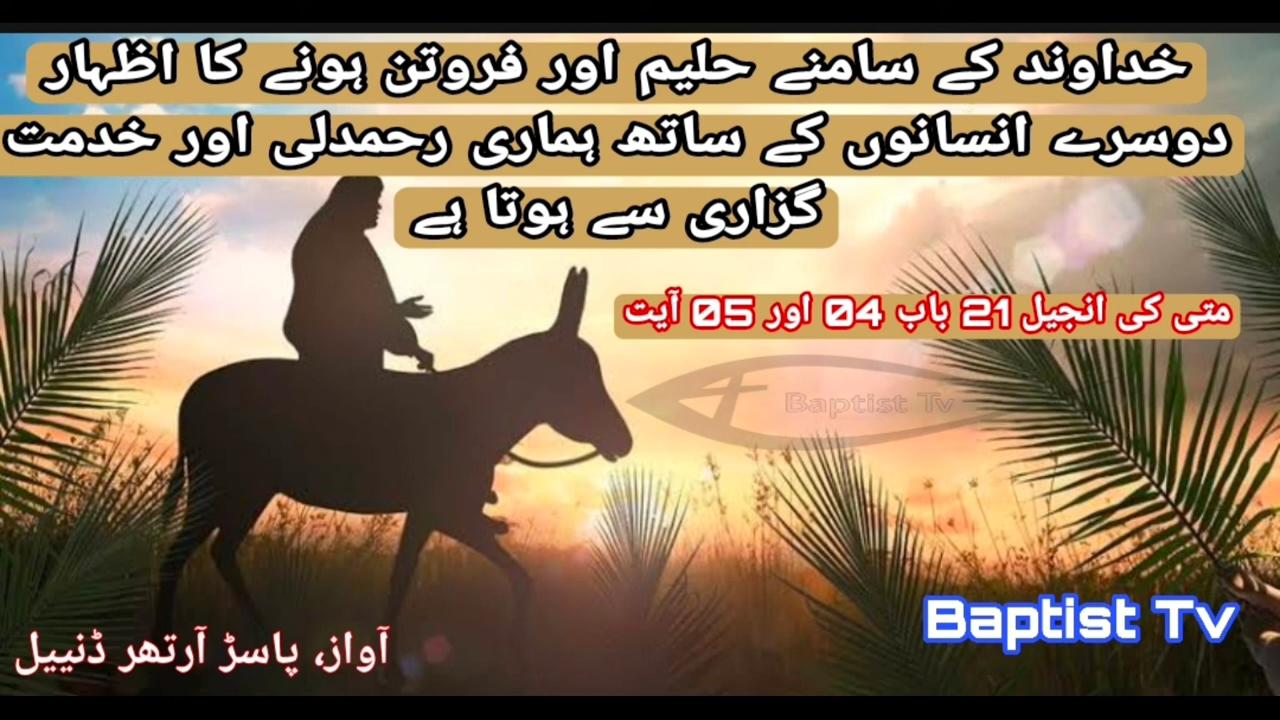 خداوند کے سامنے حلیم اور فروتن ہونے کا اظہار
دوسرے انسانوں کے ساتھ ہماری رحمدلی اور خدمت
گزاری سے ہوتا ہے
متی کی انجیل 21 باب 04 اور 05 آیت
Baptist Tv
Baptist Tv
آواز، پاسڑ آرتھر ڈنییل